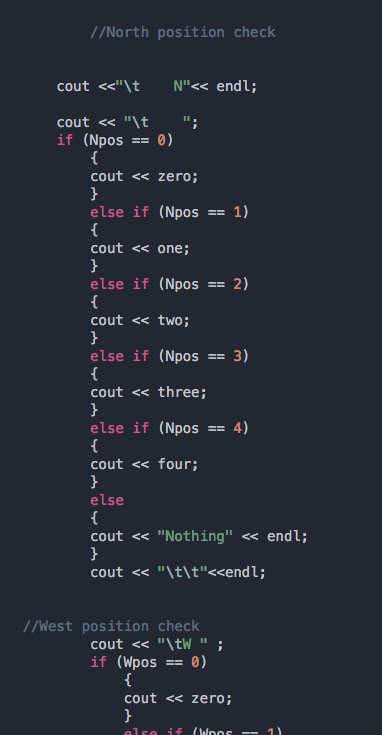 //North position check
cout <<"\t    N"<< endl;
cout << "\t    ";
if (Npos == 0)
{
cout << zero;
}
else if (Npos == 1)
{
cout << one;
}
else if (Npos == 2)
{
cout << two;
}
else if (Npos == 3)
{
cout << three;
}
else if (Npos == 4)
{
cout << four;
}
else
{
cout << "Nothing" << endl;
}
cout << "\t\t"<<endl;
//West position check
cout << "\tW " ;
if (Wpos == 0)
{
cout << zero;
}
else if (Wpos == 1)